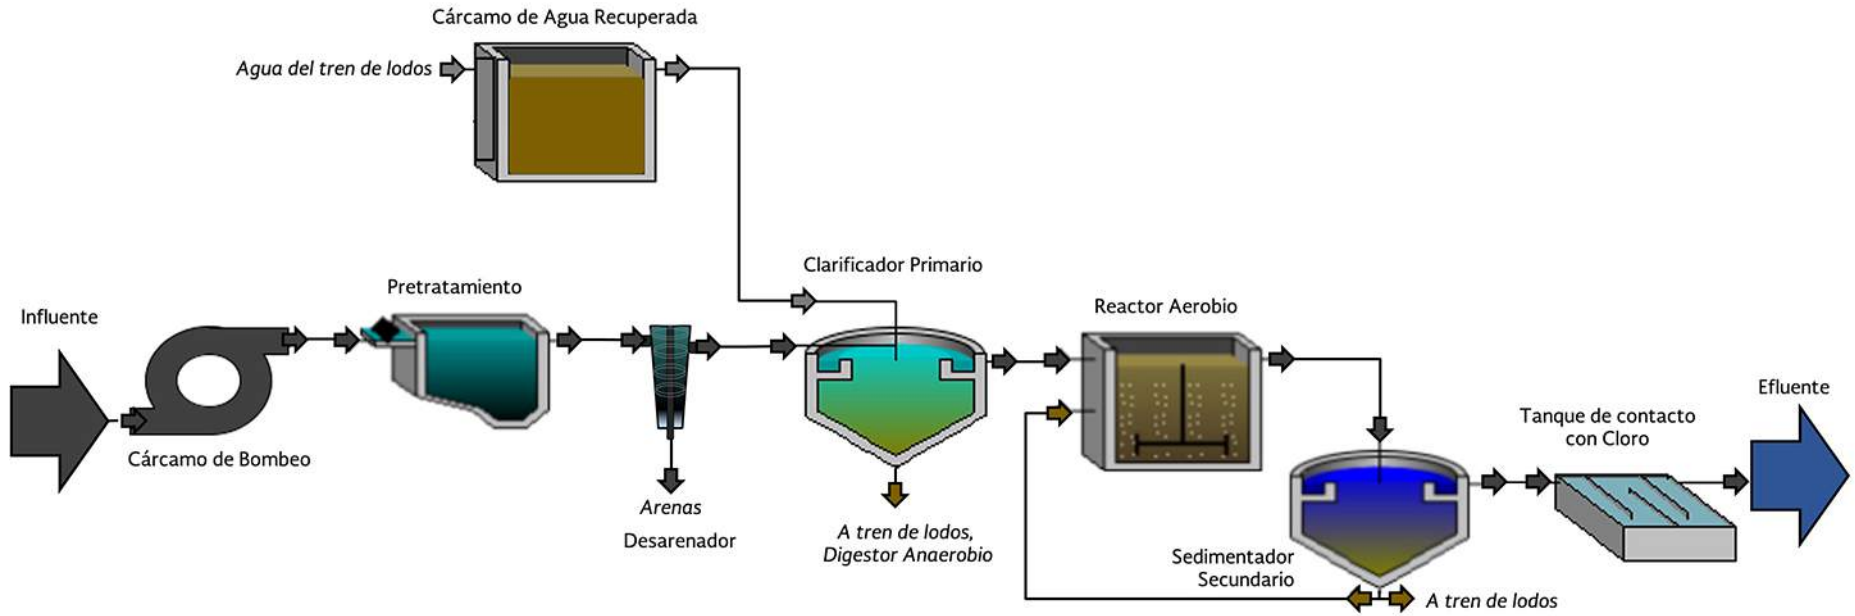 Cárcamo de Agua Recuperada
Agua del tren de lodos
Clarificador Primario
Pretratamiento
Reactor Aerobio
Influente
Efluente
Tanque de contacto
con Cloro
Cárcamo de Bombeo
Arenas
Desarenador
A tren de lodos,
Digestor Anaerobio
Sedimentador
Secundario
A tren de lodos